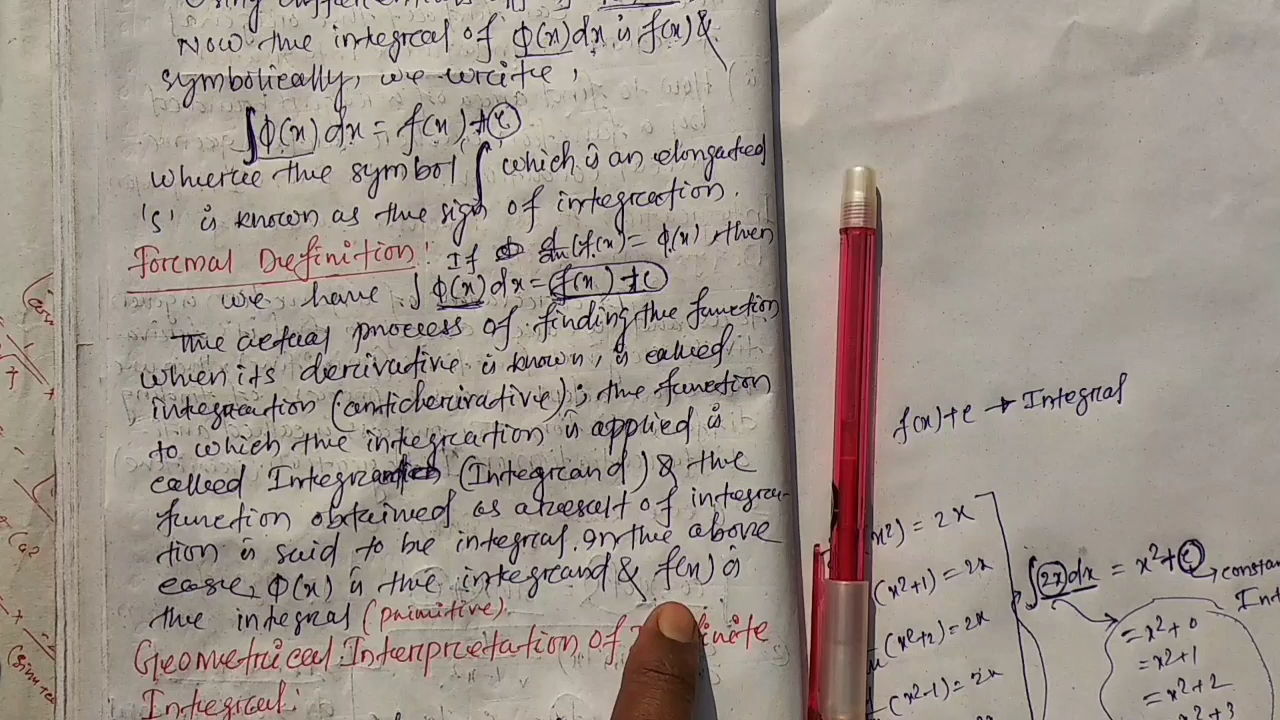 Now the integral of ϕ(x)dx is f(x) &
symbolically, we write,
∫ϕ(x)dx = f(x)+c
where the symbol ∫ which is an elongated
's' is known as the sign of integration.
Formal Definition: If d/dx(f(x)) = ϕ(x), then
we have ∫ϕ(x)dx = f(x)+c
The actual process of finding the function
when its derivative is known, is called
integration (antiderivative); the function
to which the integration is applied is
called (Integrand) & the
function obtained as a result of integra-
tion is said to be integral. In the above
case, ϕ(x) is the integrand & f(x) is
the integral (primitive).
Geometrical Interpretation of
Integral:
f(x)+c → Integral
x2) = 2x
(x2+1) = 2x
(x2+2) = 2x
(x2-1) = 2x
∫2x dx = x2+c → constan
Int
= x2+0
= x2+1
= x2+2
x2+3